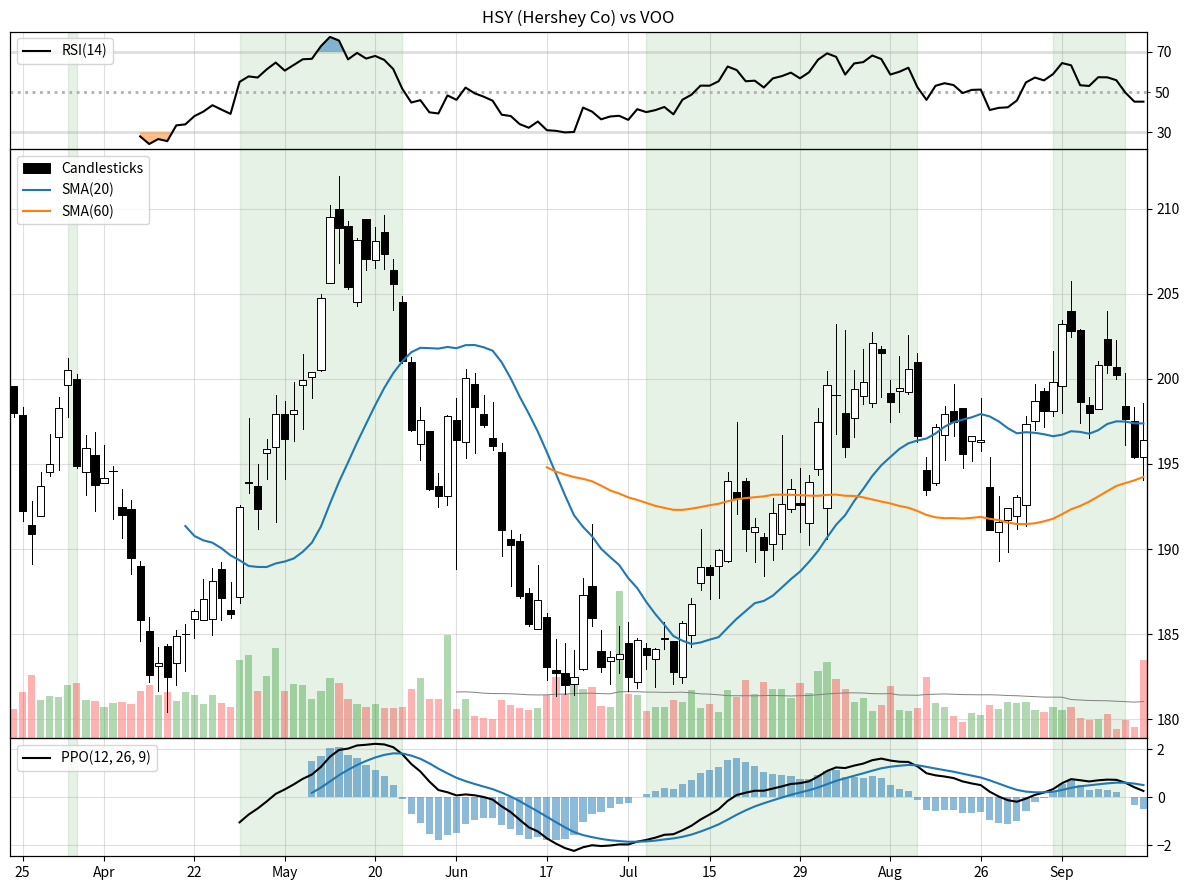 HSY (Hershey Co) vs VOO
RSI(14)
70
50
30
Candlesticks
SMA(20)
SMA(60)
210
205
200
195
190
185
180
PPO(12, 26, 9)
2
0
−2
25 Apr 22 May 20 Jun 17 Jul 15 29 Aug 26 Sep